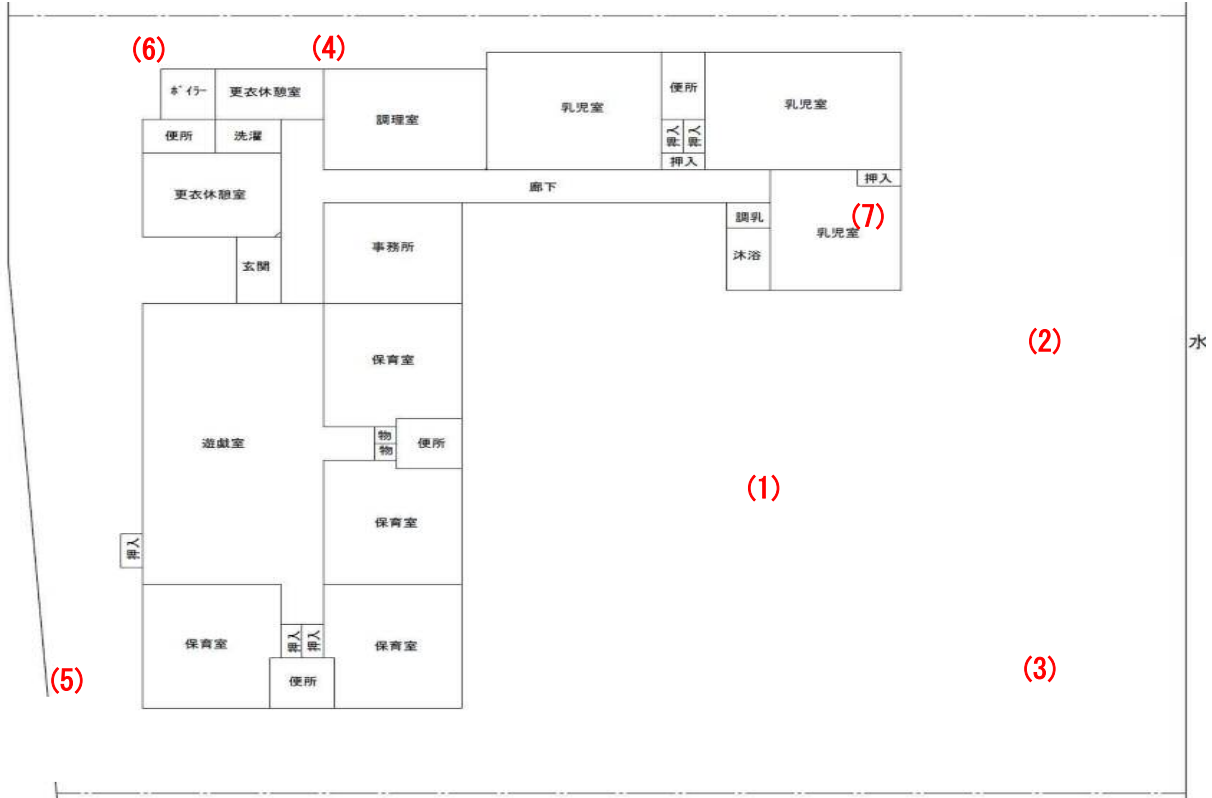 (6)
(4)
ﾎﾞｲﾗｰ
更衣休憩室
調理室
乳児室
便所
乳児室
便所
洗濯
押入
押入
押入
更衣休憩室
廊下
押入
調乳
(7)
乳児室
事務所
沐浴
玄関
(2)
水
保育室
遊戯室
物
物
便所
(1)
保育室
押入
保育室
押入
押入
保育室
便所
(5)
(3)